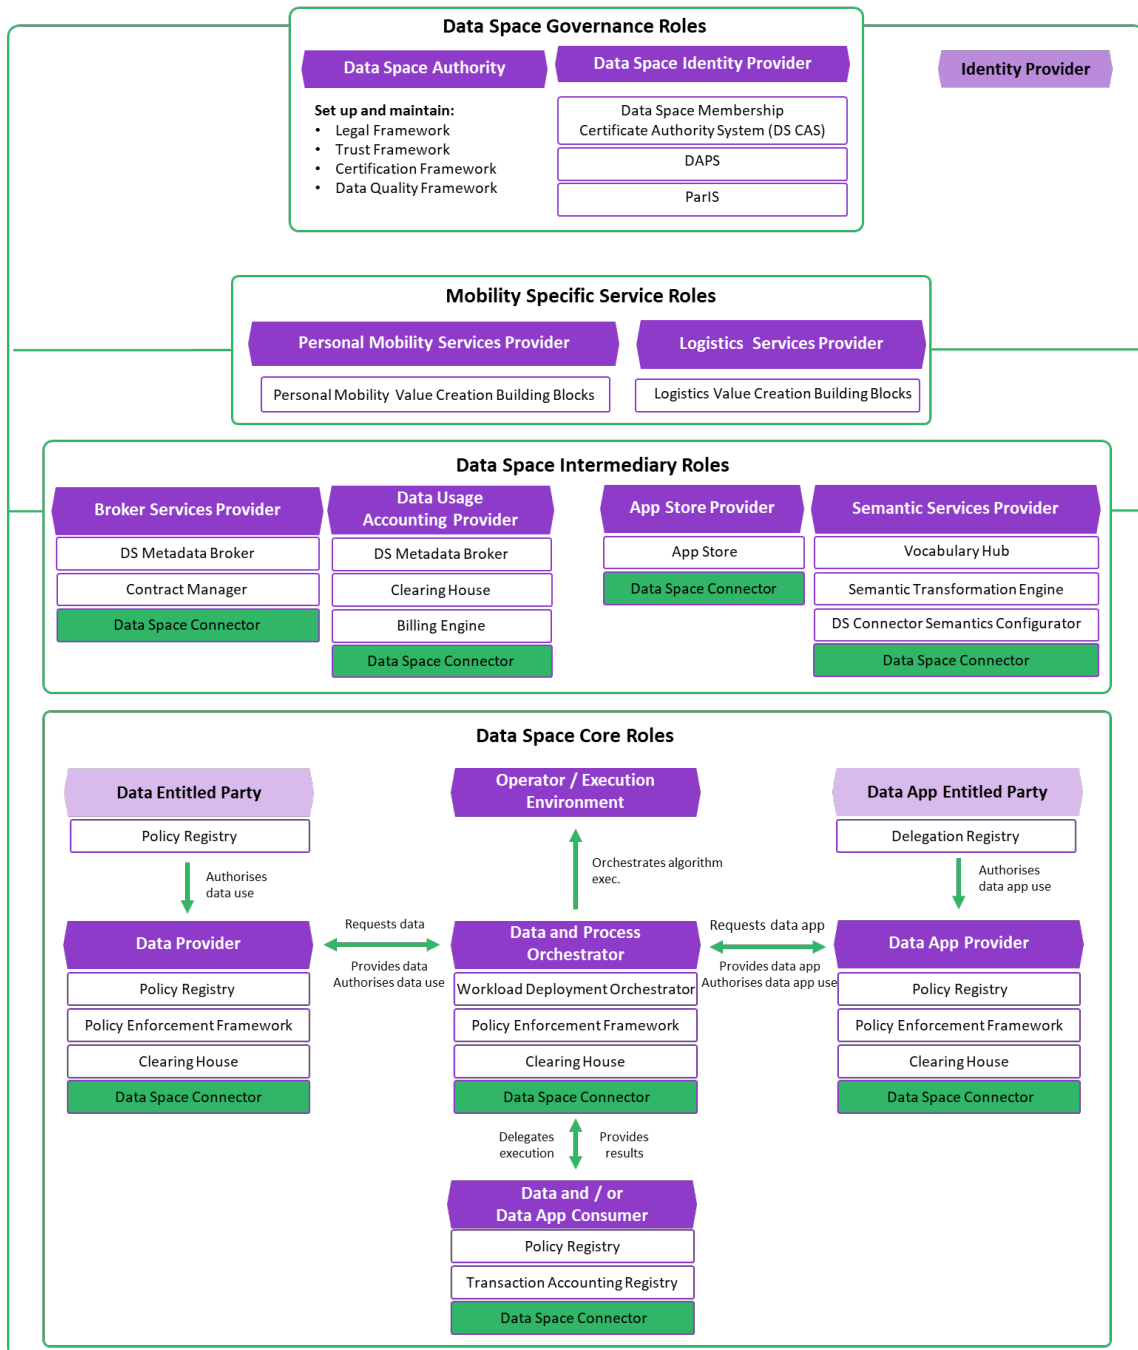 Data Space Governance Roles
Data Space Authority
Data Space Identity Provider
Identity Provider
Set up and maintain:
• Legal Framework
• Trust Framework
• Certification Framework
• Data Quality Framework
Data Space Membership
Certificate Authority System (DS CAS)
DAPS
ParIS
Mobility Specific Service Roles
Personal Mobility Services Provider
Logistics Services Provider
Personal Mobility Value Creation Building Blocks
Logistics Value Creation Building Blocks
Data Space Intermediary Roles
Broker Services Provider
DS Metadata Broker
Contract Manager
Data Space Connector
Data Usage
Accounting Provider
DS Metadata Broker
Clearing House
Billing Engine
Data Space Connector
App Store Provider
App Store
Data Space Connector
Semantic Services Provider
Vocabulary Hub
Semantic Transformation Engine
DS Connector Semantics Configurator
Data Space Connector
Data Space Core Roles
Data Entitled Party
Policy Registry
Operator / Execution
Environment
Data App Entitled Party
Delegation Registry
Authorises
data use
Orchestrates algorithm
exec.
Authorises
data app use
Data Provider
Policy Registry
Policy Enforcement Framework
Clearing House
Data Space Connector
Requests data
Provides data
Authorises data use
Data and Process
Orchestrator
Workload Deployment Orchestrator
Policy Enforcement Framework
Clearing House
Data Space Connector
Requests data app
Provides data app
Authorises data app use
Data App Provider
Policy Registry
Policy Enforcement Framework
Clearing House
Data Space Connector
Delegates
execution
Provides
results
Data and / or
Data App Consumer
Policy Registry
Transaction Accounting Registry
Data Space Connector